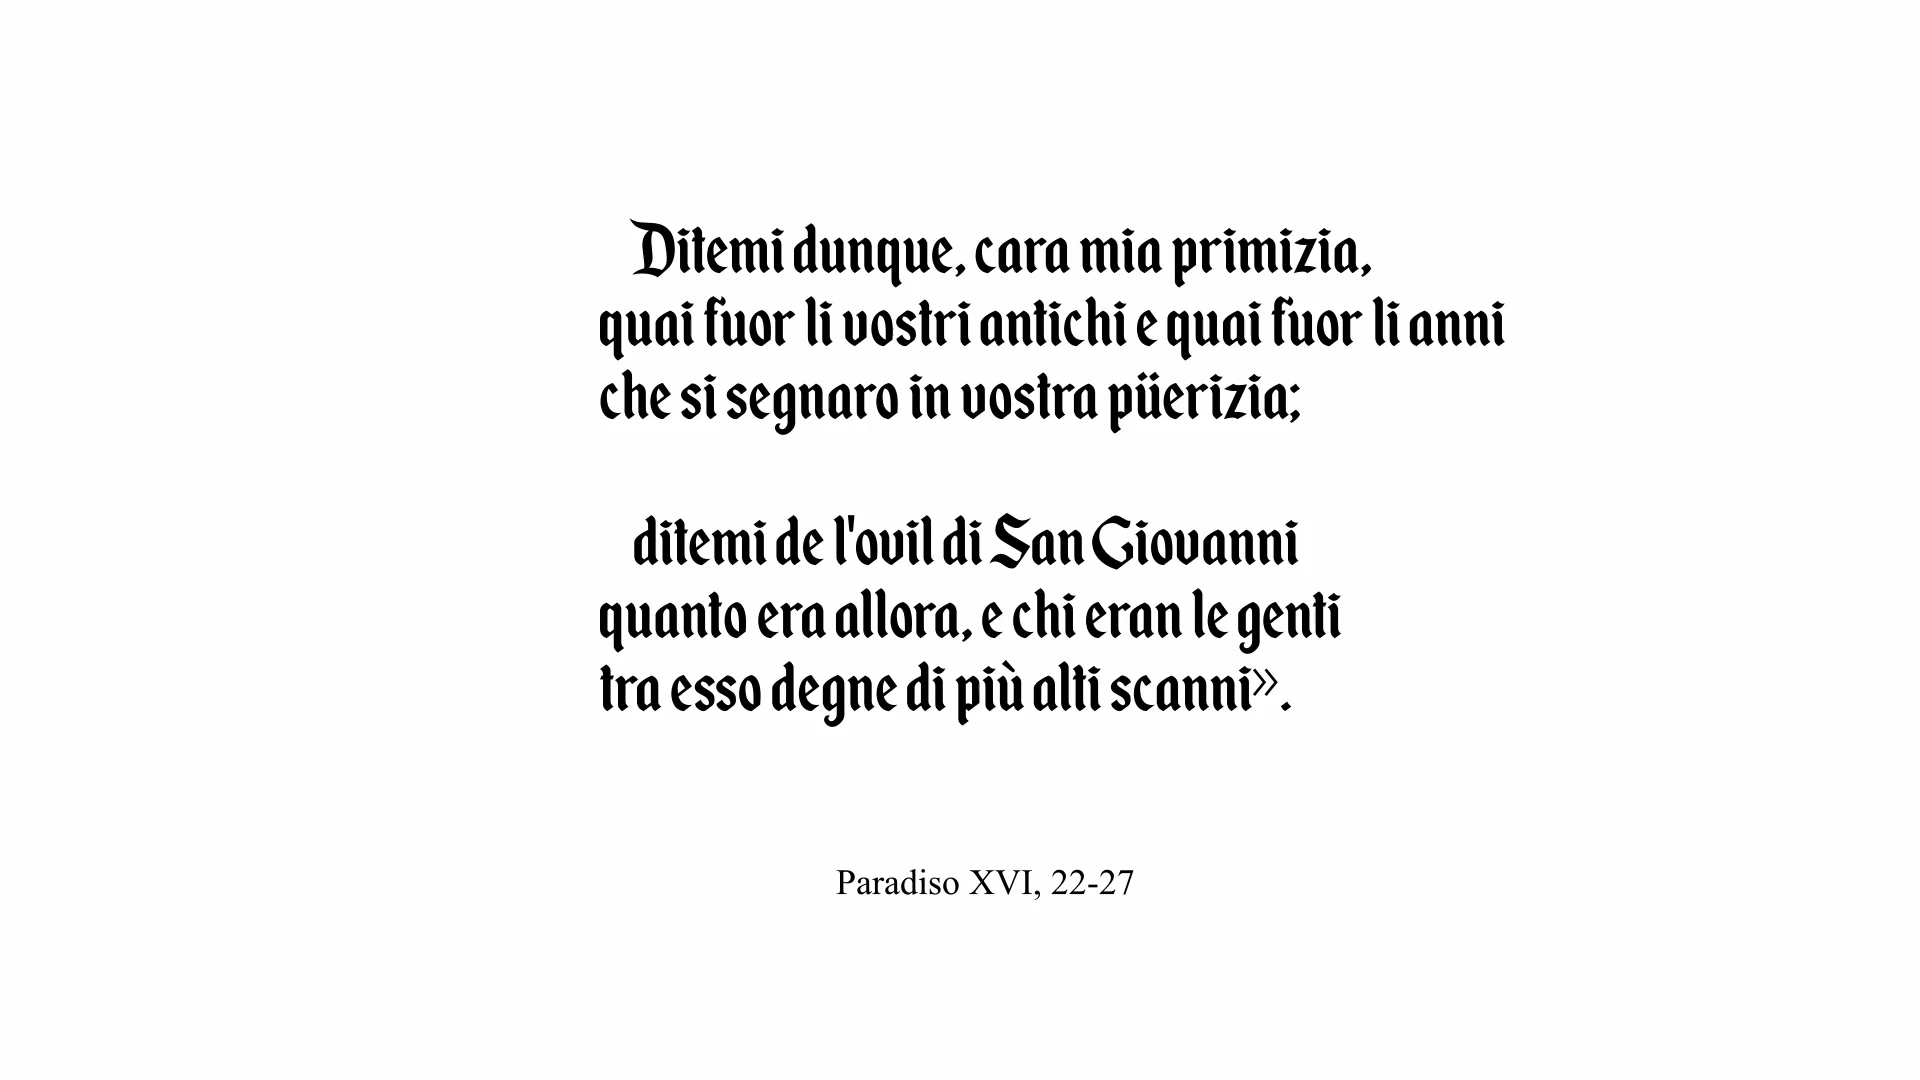 Ditemi dunque, cara mia primizia,
quai fuor li vostri antichi e quai fuor li anni
che si segnaro in vostra püerizia;
ditemi de l'ovil di San Giovanni
quanto era allora, e chi eran le genti
tra esso degne di più alti scanni».
Paradiso XVI, 22-27